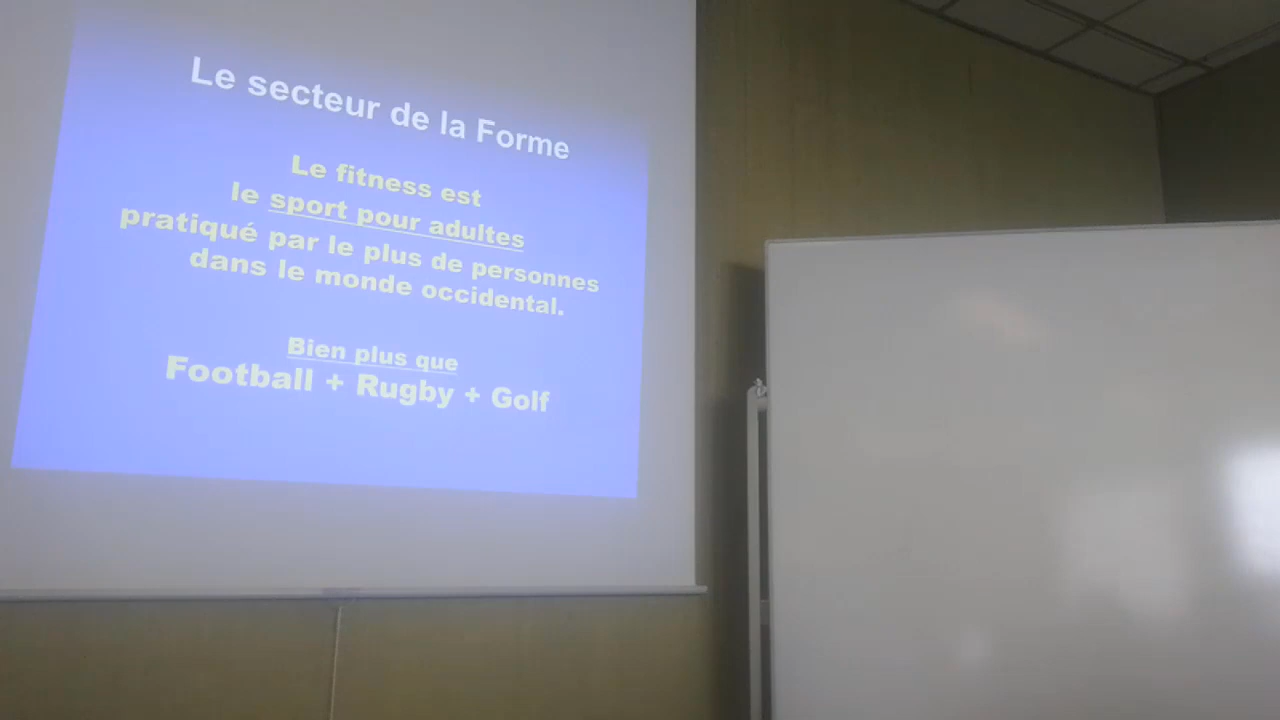 Le secteur de la Forme
Le fitness est
le sport pour adultes
pratiqué par le plus de personnes
dans le monde occidental.
Bien plus que
Football + Rugby + Golf